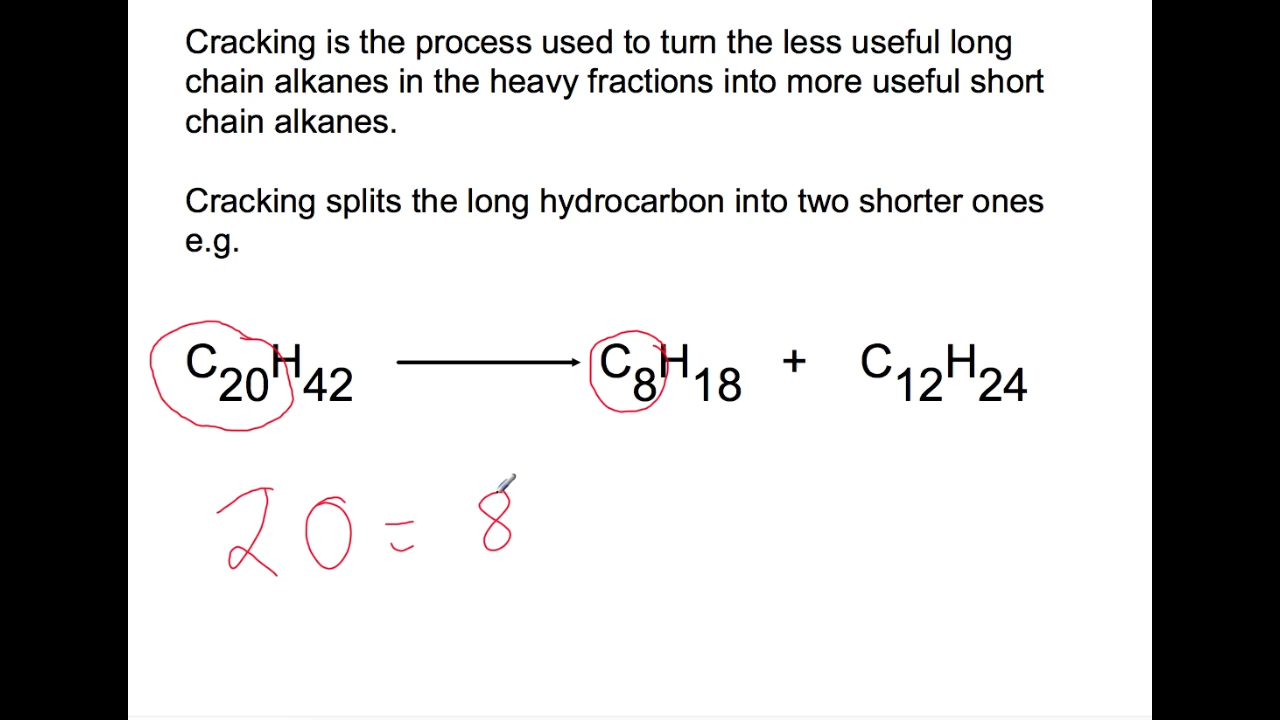 Cracking is the process used to turn the less useful long
chain alkanes in the heavy fractions into more useful short
chain alkanes.
Cracking splits the long hydrocarbon into two shorter ones
e.g.
C20H42 → C8H18 + C12H24
20 = 8